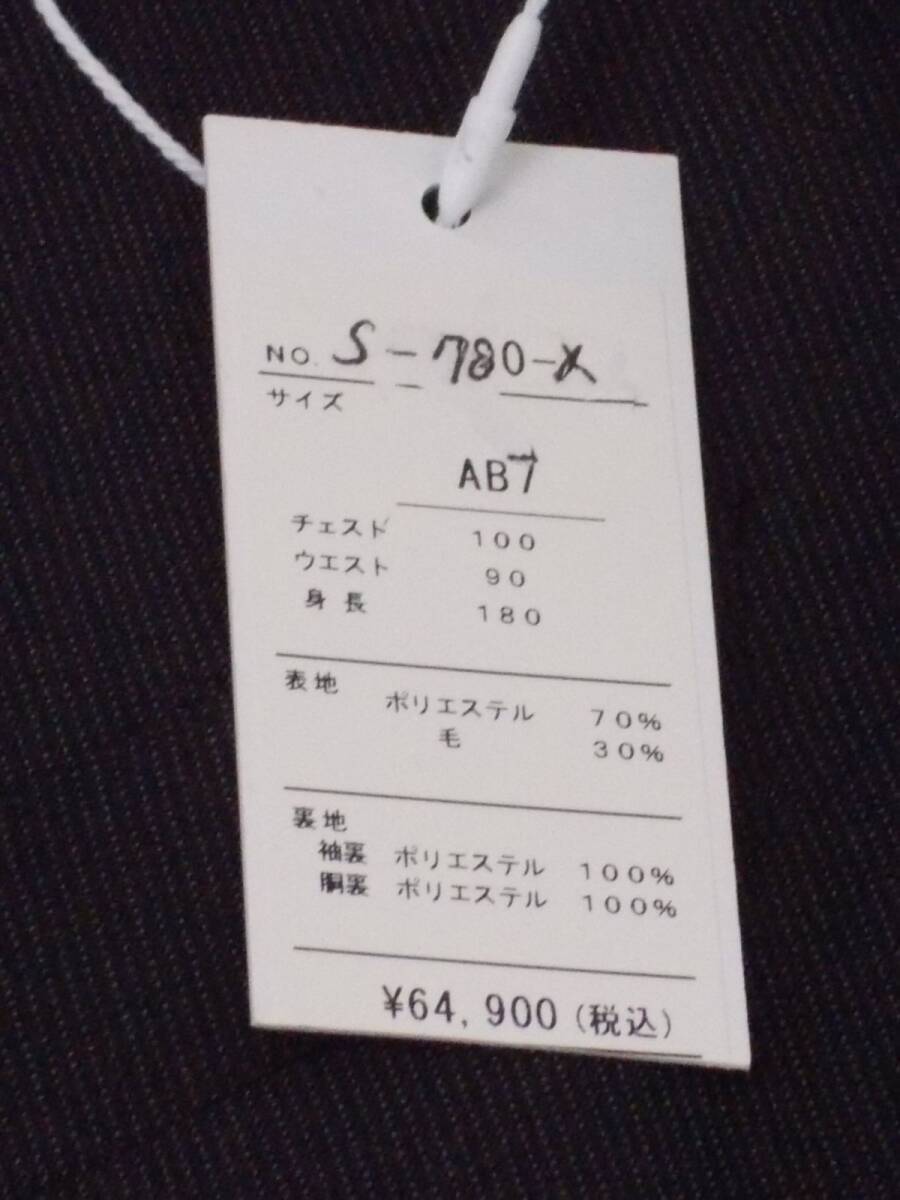 NO. S-780-X
サイズ
AB7
チェスト 100
ウエスト 90
身長 180
表地
ポリエステル 70%
毛 30%
裏地
袖裏 ポリエステル 100%
胴裏 ポリエステル 100%
¥64,900(税込)